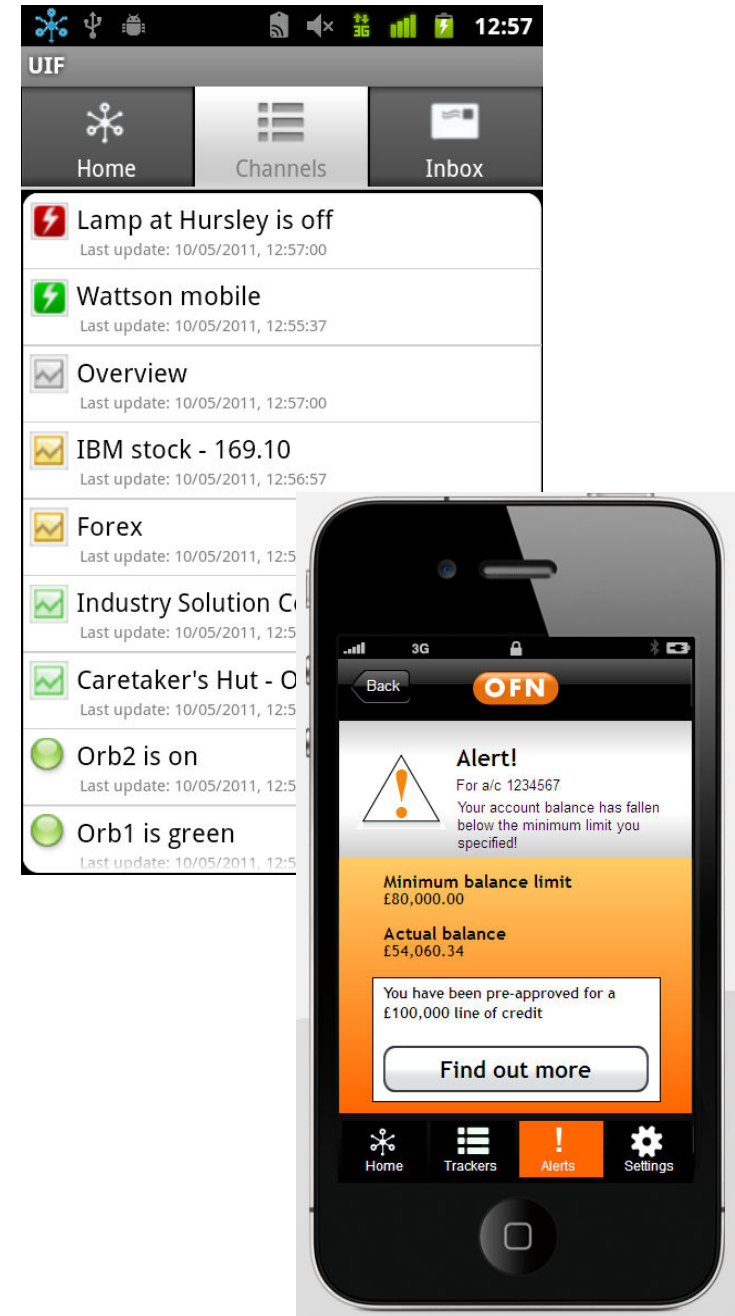 12:57
UIF
Home
Channels
Inbox
Lamp at Hursley is off
Last update: 10/05/2011, 12:57:00
Wattson mobile
Last update: 10/05/2011, 12:55:37
Overview
Last update: 10/05/2011, 12:57:00
IBM stock - 169.10
Last update: 10/05/2011, 12:56:57
Forex
Last update: 10/05/2011, 12:5
Industry Solution
Last update: 10/05/2011, 12:5
Caretaker's Hut - O
Last update: 10/05/2011, 12:5
Orb2 is on
Last update: 10/05/2011, 12:5
Orb1 is green
Last update: 10/05/2011, 12:5
3G
Back
OFN
Alert!
For a/c 1234567
Your account balance has fallen
below the minimum limit you
specified!
Minimum balance limit
£80,000.00
Actual balance
£54,060.34
You have been pre-approved for a
£100,000 line of credit
Find out more
Home
Trackers
Alerts
Settings